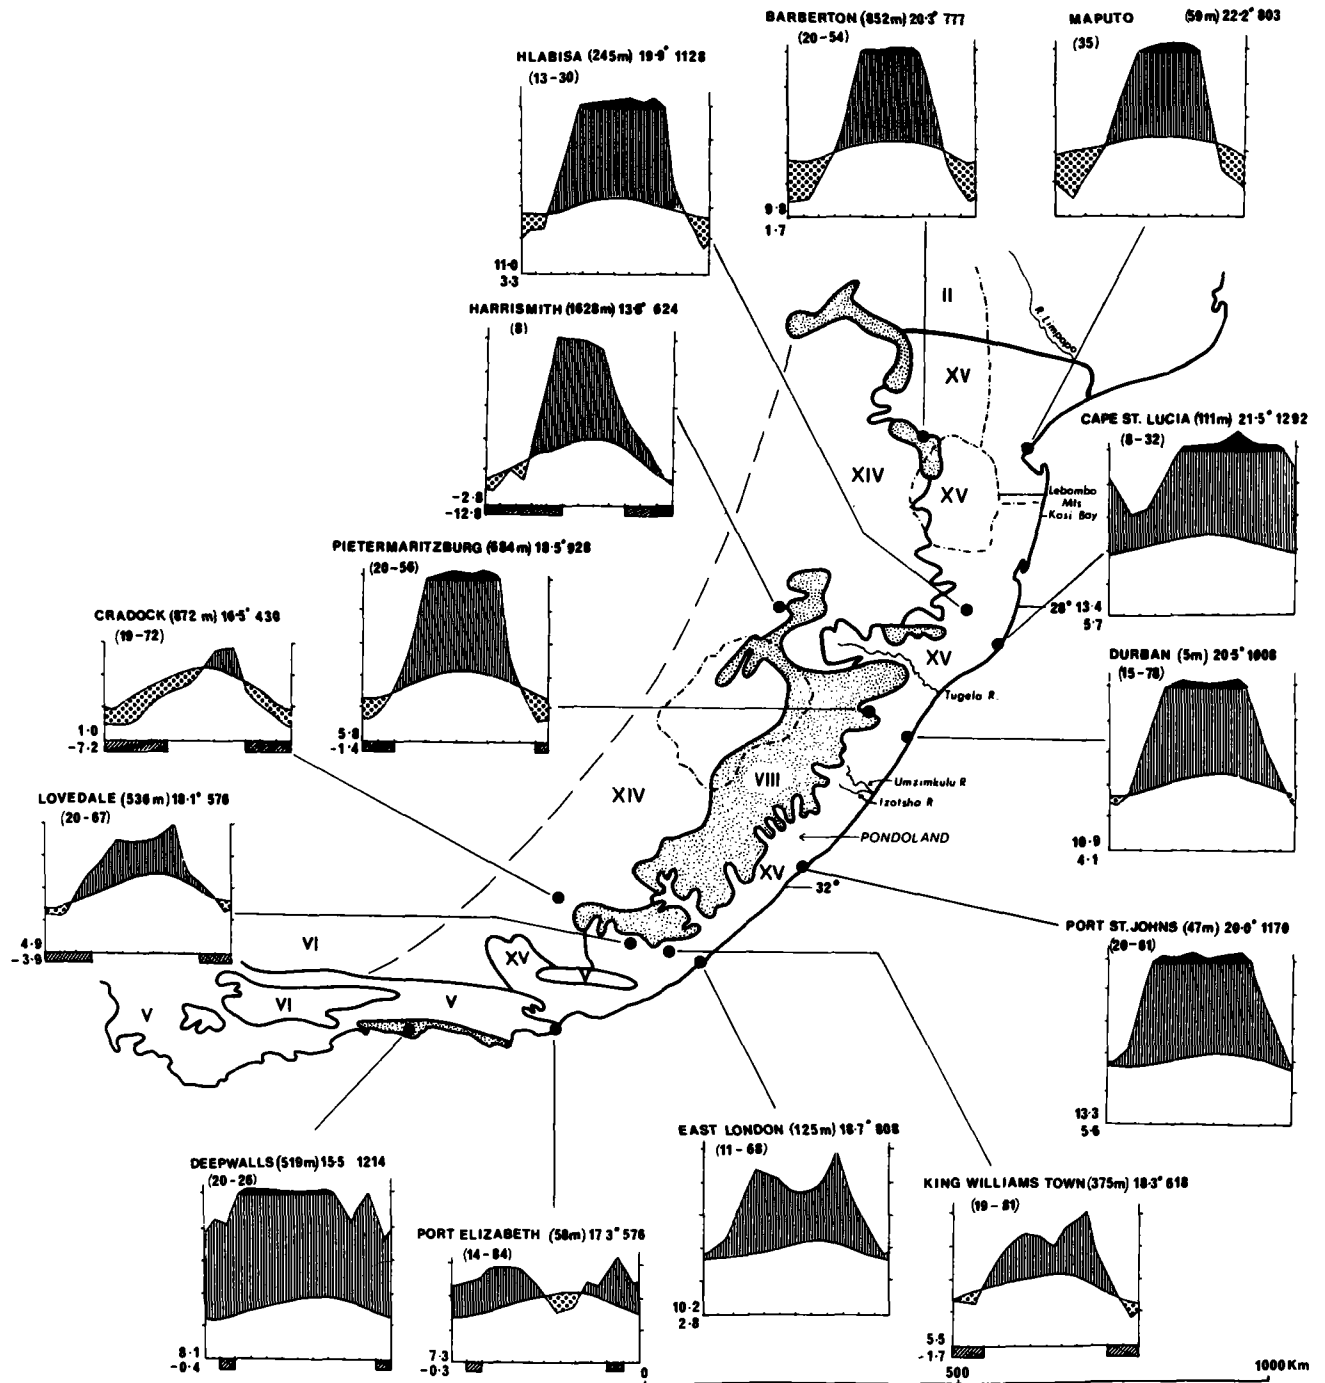 BARBERTON (852m) 20·3° 777
(20-54)
MAPUTO (59m) 22·2° 803
(35)
HLABISA (245m) 19·9° 1128
(13-30)
9·8
1·7
11·0
3·3
HARRISMITH (1628m) 13·8° 624
(8)
-2·8
-12·8
II
R. Limpopo
XV
CAPE ST. LUCIA (111m) 21·5° 1292
(8-32)
XIV
XV
Lebombo
Mts
Kosi Bay
PIETERMARITZBURG (684m) 18·5° 928
(20-56)
28°
13·4
5·7
CRADOCK (872 m) 16·5° 430
(19-72)
1·0
-7·2
5·8
-1·4
XV
Tugela R.
DURBAN (5m) 20·5° 1008
(15-78)
VIII
XIV
Umzimkulu R
Izotsha R
PONDOLAND
10·9
4·1
LOVEDALE (536m) 18·1° 576
(20-67)
XV
32°
4·9
-3·9
VI
XV
V
PORT ST. JOHNS (47m) 20·0° 1170
(20-81)
V
VI
V
13·3
5·6
DEEPWALLS (519m) 15·5 1214
(20-26)
8·1
-0·4
PORT ELIZABETH (58m) 17·3° 576
(14-84)
7·3
-0·3
EAST LONDON (125m) 18·7° 808
(11-68)
10·2
2·8
KING WILLIAMS TOWN (375m) 18·3° 618
(19-81)
5·5
-1·7
0 500 1000 Km